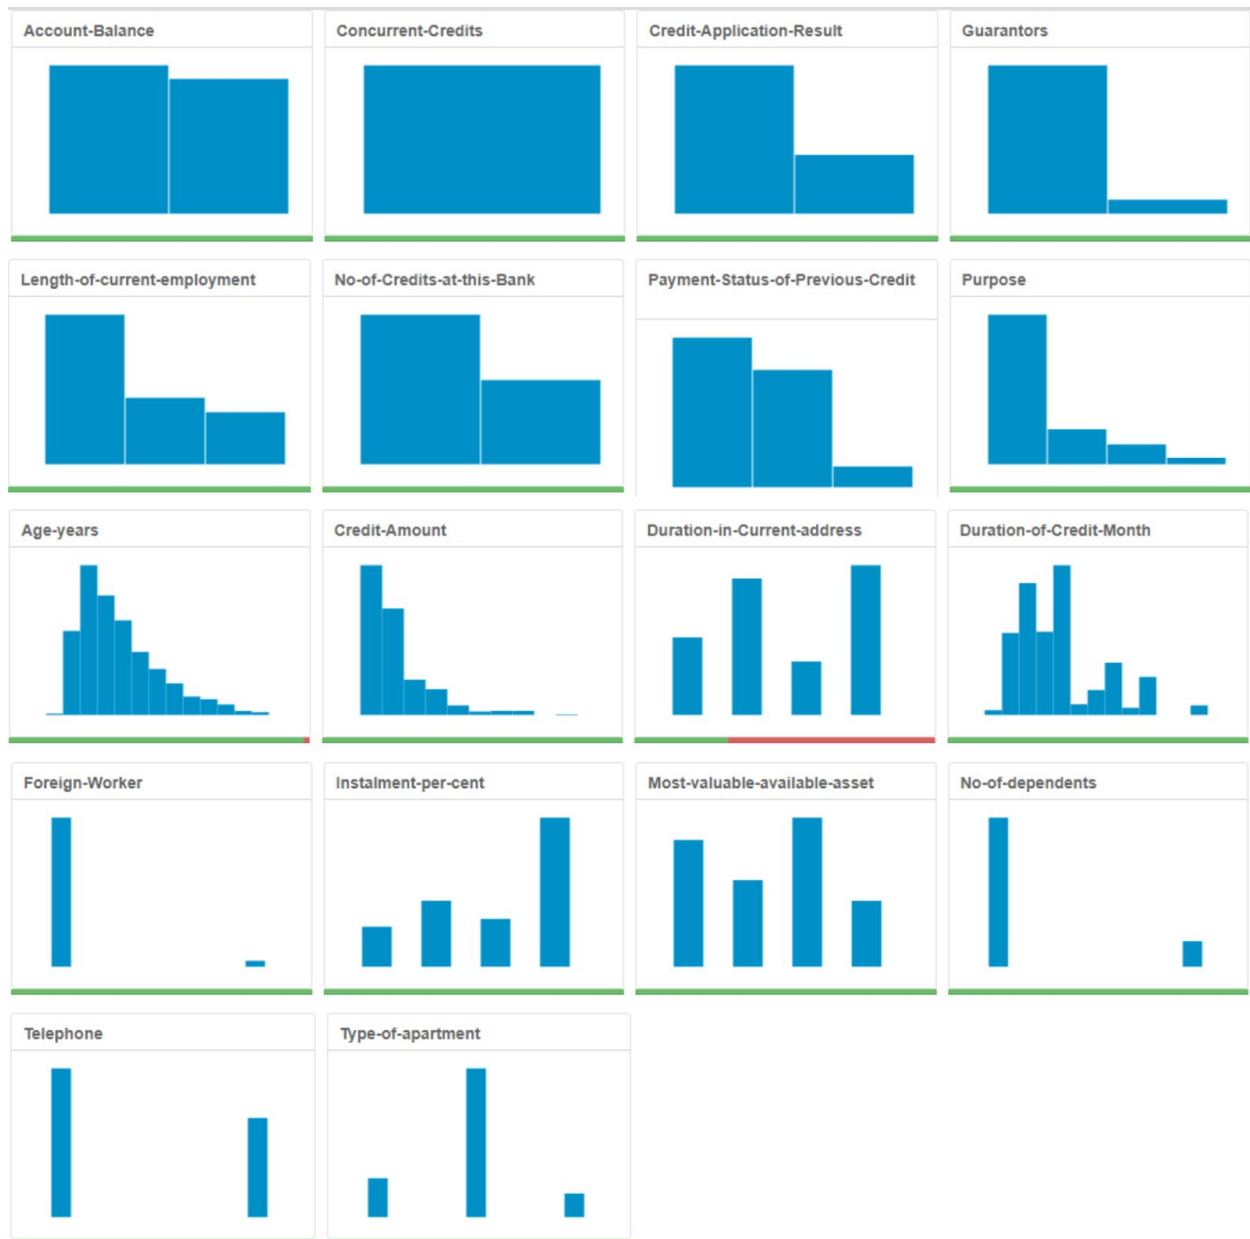 Account-Balance
Concurrent-Credits
Credit-Application-Result
Guarantors
Length-of-current-employment
No-of-Credits-at-this-Bank
Payment-Status-of-Previous-Credit
Purpose
Age-years
Credit-Amount
Duration-in-Current-address
Duration-of-Credit-Month
Foreign-Worker
Instalment-per-cent
Most-valuable-available-asset
No-of-dependents
Telephone
Type-of-apartment